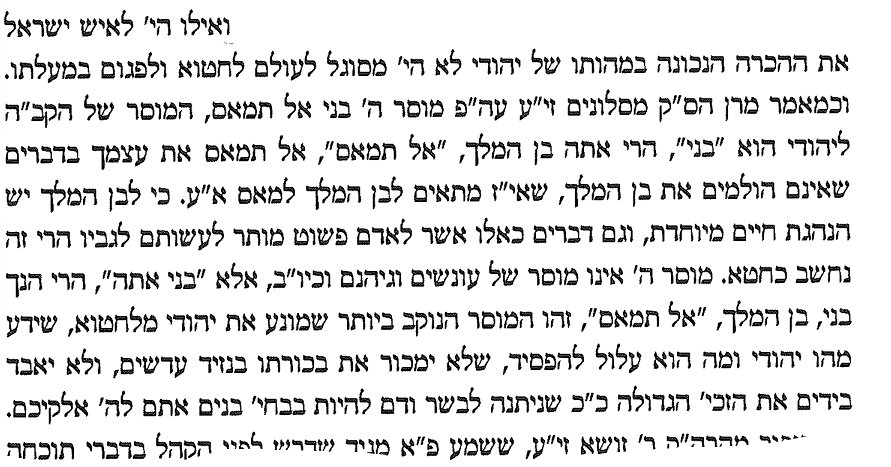 ואילו הי׳ לאיש ישראל
את ההכרה הנכונה במהותו של יהודי לא הי׳ מסוגל לעולם לחטוא ולפגום במעלתו.
וכמאמר מרן הס״ק מסלונים זי״ע עה״פ מוסר ה׳ בני אל תמאס, המוסר של הקב״ה
ליהודי הוא ״בני״, הרי אתה בן המלך, ״אל תמאס״, אל תמאס את עצמך בדברים
שאינם הולמים את בן המלך, שאי״ז מתאים לבן המלך למאס א״ע. כי לבן המלך יש
הנהגת חיים מיוחדת, וגם דברים כאלו אשר לאדם פשוט מותר לעשותם לגביו הרי זה
נחשב כחטא. מוסר ה׳ אינו מוסר של עונשים וגיהנם וכיו״ב, אלא ״בני אתה״, הרי הנך
בני, בן המלך, ״אל תמאס״, זהו המוסר הנוקב ביותר שמונע את יהודי מלחטוא, שידע
מהו יהודי ומה הוא עלול להפסיד, שלא ימכור את בכורתו בנזיד עדשים, ולא יאבד
בידים את הזכי׳ הגדולה כ״כ שניתנה לבשר ודם להיות בבחי׳ בנים אתם לה׳ אלקיכם.
מהרה״ק ר׳ זושא זי״ע, ששמע פ״א מגיד שדרש לפני הקהל בדברי תוכחה